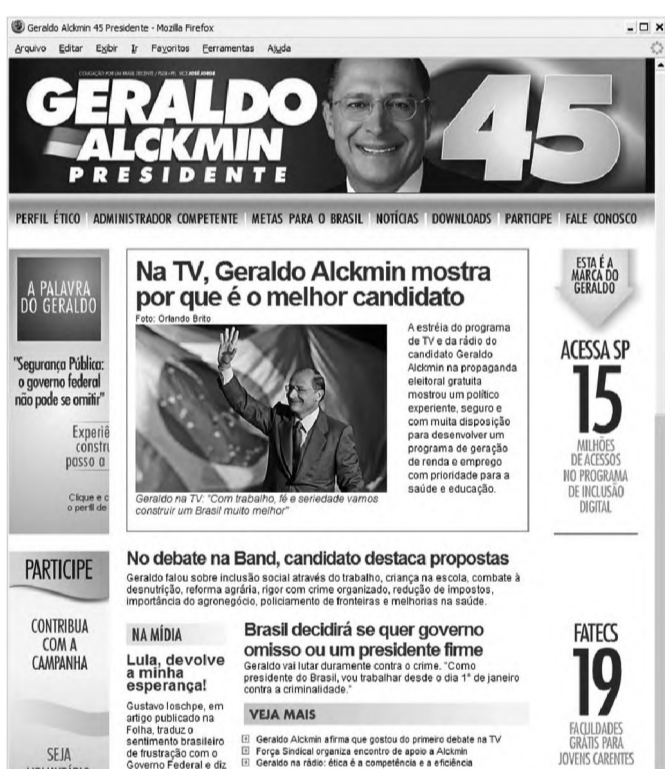 Geraldo Alckmin 45 Presidente - Mozilla Firefox
Arquivo Editar Exibir Ir Favoritos Ferramentas Ajuda
GERALDO
ALCKMIN
PRESIDENTE
45
PERFIL ÉTICO ADMINISTRADOR COMPETENTE METAS PARA O BRASIL NOTÍCIAS DOWNLOADS PARTICIPE FALE CONOSCO
A PALAVRA
DO GERALDO
"Segurança Pública:
o governo federal
não pode se omitir"
Experiê
constru
passo a
Clique e c
o perfil de
PARTICIPE
CONTRIBUA
COM A
CAMPANHA
SEJA
Na TV, Geraldo Alckmin mostra
por que é o melhor candidato
Foto: Orlando Brito
A estréia do programa
de TV e da rádio do
candidato Geraldo
Alckmin na propaganda
eleitoral gratuita
mostrou um político
experiente, seguro e
com muita disposição
para desenvolver um
programa de geração
de renda e emprego
com prioridade para a
saúde e educação.
Geraldo na TV: "Com trabalho, fé e seriedade vamos
construir um Brasil muito melhor"
No debate na Band, candidato destaca propostas
Geraldo falou sobre inclusão social através do trabalho, criança na escola, combate à
desnutrição, reforma agrária, rigor com crime organizado, redução de impostos,
importância do agronegócio, policiamento de fronteiras e melhorias na saúde.
NA MÍDIA
Lula, devolve
a minha
esperança!
Gustavo Ioschpe, em
artigo publicado na
Folha, traduz o
sentimento brasileiro
de frustração com o
Governo Federal e diz
Brasil decidirá se quer governo
omisso ou um presidente firme
Geraldo vai lutar duramente contra o crime. "Como
presidente do Brasil, vou trabalhar desde o dia 1º de janeiro
contra a criminalidade."
VEJA MAIS
Geraldo Alckmin afirma que gostou do primeiro debate na TV
Força Sindical organiza encontro de apoio a Alckmin
Geraldo na rádio: ética é a competência e a eficiência
ESTA É A
MARCA DO
GERALDO
ACESSA SP
15
MILHÕES
DE ACESSOS
NO PROGRAMA
DE INCLUSÃO
DIGITAL
FATECS
19
FACULDADES
GRÁTIS PARA
JOVENS CARENTES